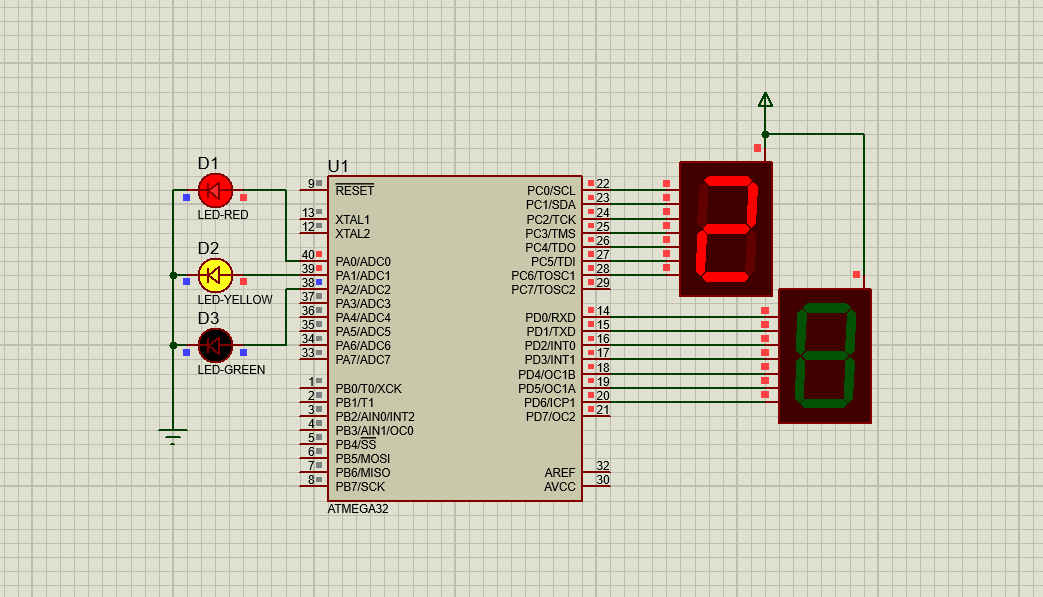 D1
LED-RED
D2
LED-YELLOW
D3
LED-GREEN
U1
9 RESET
13 XTAL1
12 XTAL2
40 PA0/ADC0
39 PA1/ADC1
38 PA2/ADC2
37 PA3/ADC3
36 PA4/ADC4
35 PA5/ADC5
34 PA6/ADC6
33 PA7/ADC7
1 PB0/T0/XCK
2 PB1/T1
3 PB2/AIN0/INT2
4 PB3/AIN1/OC0
5 PB4/SS
6 PB5/MOSI
7 PB6/MISO
8 PB7/SCK
PC0/SCL 22
PC1/SDA 23
PC2/TCK 24
PC3/TMS 25
PC4/TDO 26
PC5/TDI 27
PC6/TOSC1 28
PC7/TOSC2 29
PD0/RXD 14
PD1/TXD 15
PD2/INT0 16
PD3/INT1 17
PD4/OC1B 18
PD5/OC1A 19
PD6/ICP1 20
PD7/OC2 21
AREF 32
AVCC 30
ATMEGA32
2